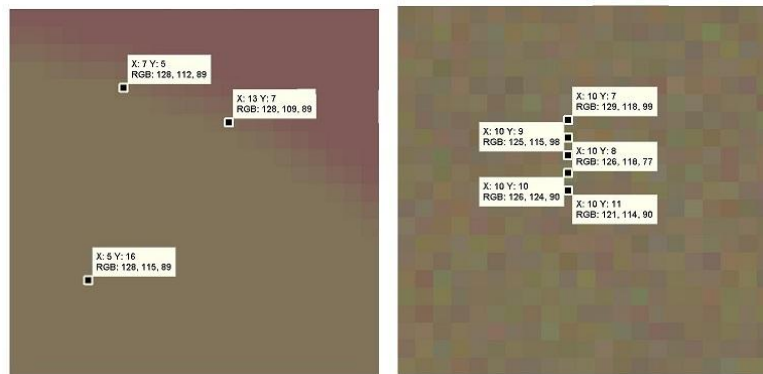 X: 7 Y: 5
RGB: 128, 112, 89
X: 13 Y: 7
RGB: 128, 109, 89
X: 5 Y: 16
RGB: 128, 115, 89
X: 10 Y: 7
RGB: 129, 118, 99
X: 10 Y: 9
RGB: 125, 115, 98
X: 10 Y: 8
RGB: 126, 118, 77
X: 10 Y: 10
RGB: 126, 124, 90
X: 10 Y: 11
RGB: 121, 114, 90